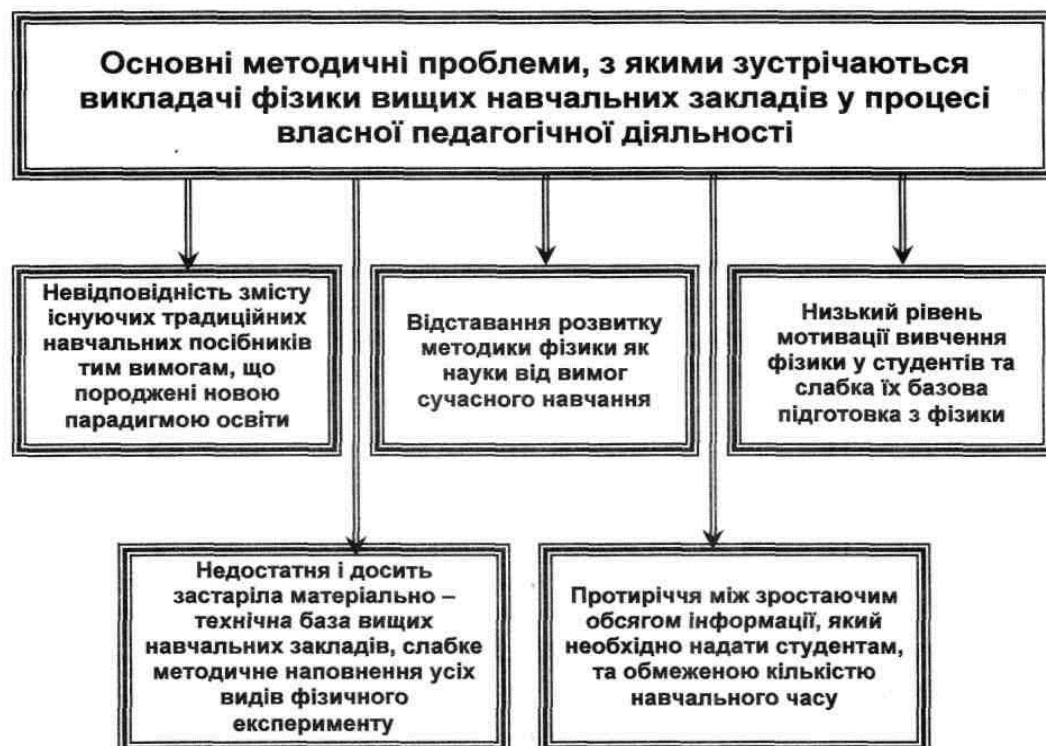 Основні методичні проблеми, з якими зустрічаються
викладачі фізики вищих навчальних закладів у процесі
власної педагогічної діяльності
Невідповідність змісту
існуючих традиційних
навчальних посібників
тим вимогам, що
породжені новою
парадигмою освіти
Відставання розвитку
методики фізики як
науки від вимог
сучасного навчання
Низький рівень
мотивації вивчення
фізики у студентів та
слабка їх базова
підготовка з фізики
Недостатня і досить
застаріла матеріально –
технічна база вищих
навчальних закладів, слабке
методичне наповнення усіх
видів фізичного
експерименту
Протиріччя між зростаючим
обсягом інформації, який
необхідно надати студентам,
та обмеженою кількістю
навчального часу